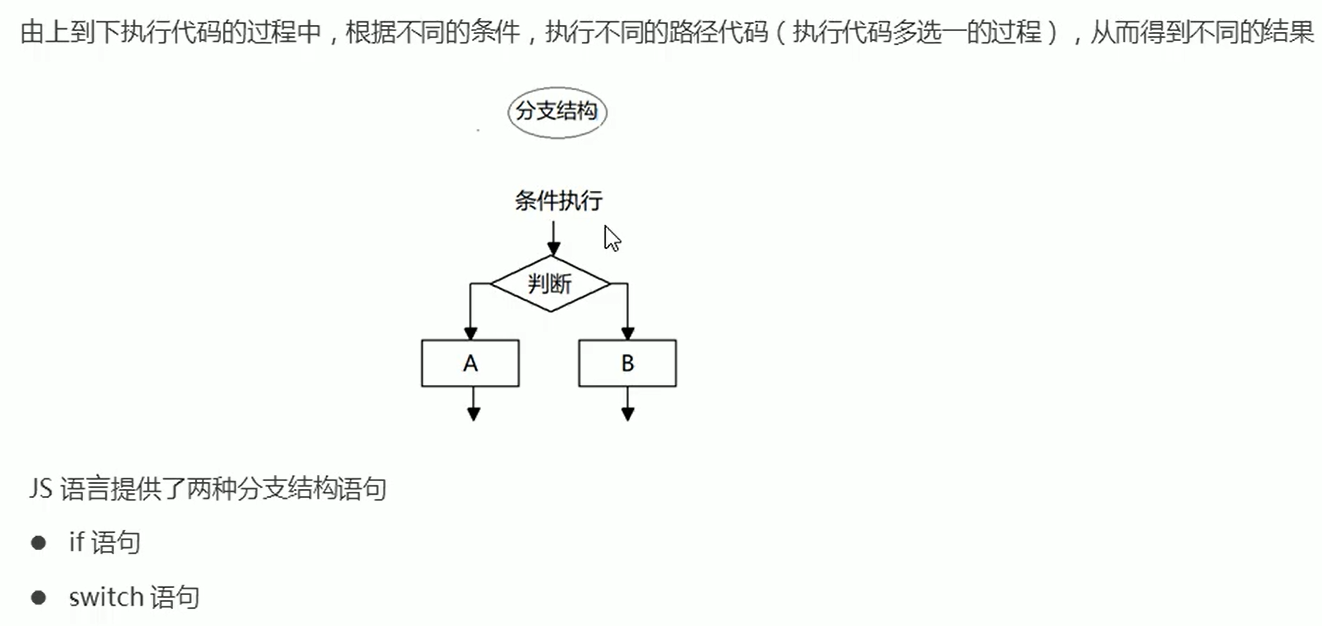 由上到下执行代码的过程中，根据不同的条件，执行不同的路径代码（执行代码多选一的过程），从而得到不同的结果
分支结构
条件执行
判断
A
B
JS 语言提供了两种分支结构语句
● if 语句
● switch 语句